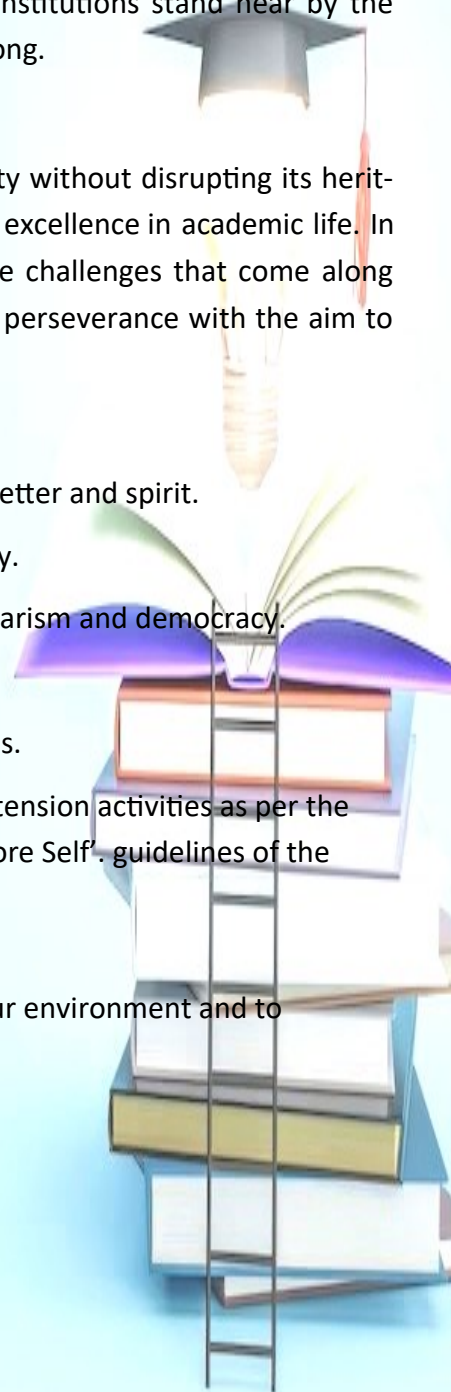 nstitutions stand near by the
ong.
ty without disrupting its herit-
excellence in academic life. In
e challenges that come along
perseverance with the aim to
etter and spirit.
y.
arism and democracy.
s.
tension activities as per the
ore Self’. guidelines of the
ur environment and to